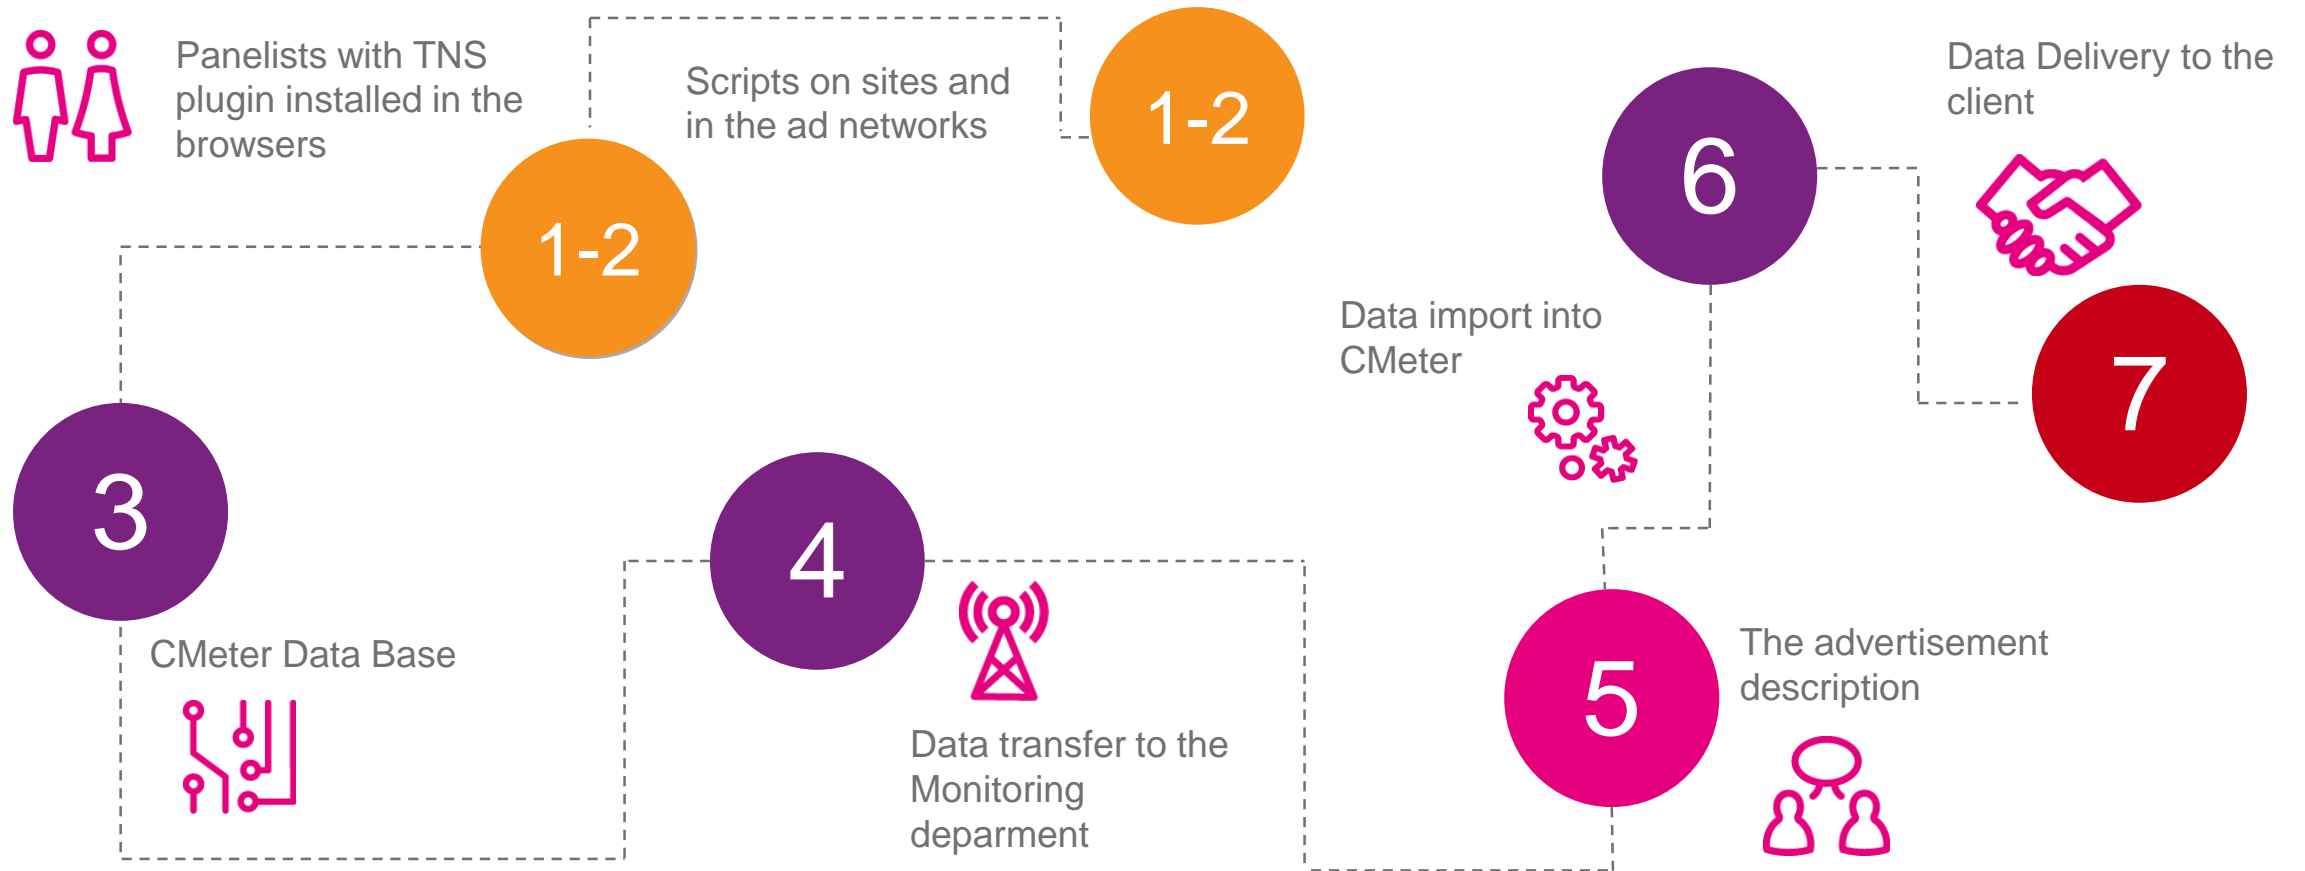 Panelists with TNS
plugin installed in the
browsers
1-2
Scripts on sites and
in the ad networks
1-2
3
CMeter Data Base
4
Data transfer to the
Monitoring
deparment
5
The advertisement
description
6
Data import into
CMeter
Data Delivery to the
client
7